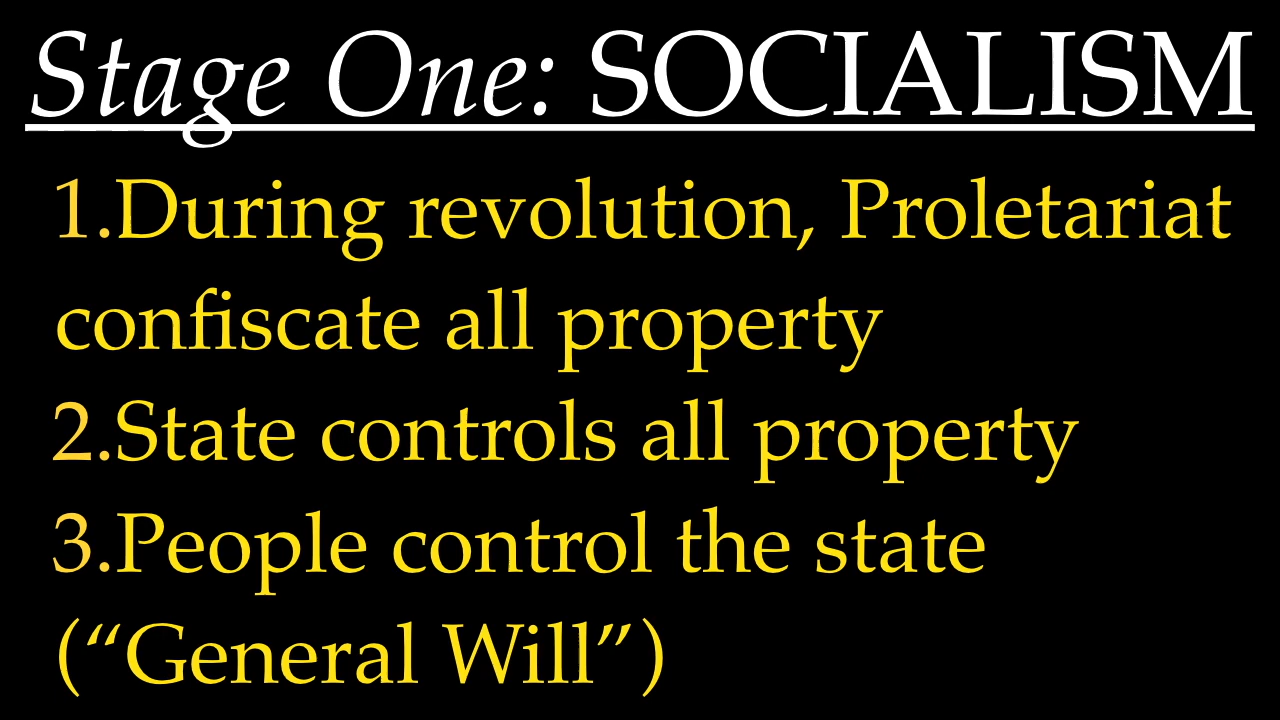 Stage One: SOCIALISM
1.During revolution, Proletariat
confiscate all property
2.State controls all property
3.People control the state
(“General Will”)